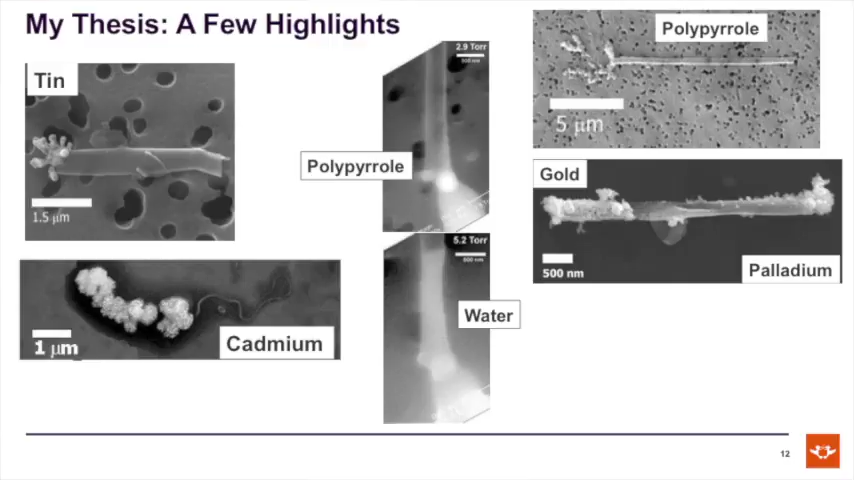 My Thesis: A Few Highlights
Tin
1.5 μm
1 μm
Cadmium
2.9 Torr
500 nm
Polypyrrole
5.2 Torr
500 nm
Water
Polypyrrole
5 μm
Gold
500 nm
Palladium
12